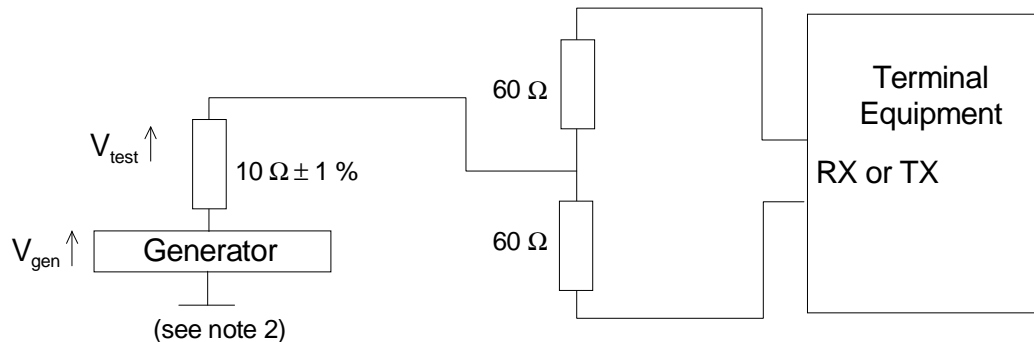 60 Ω
Terminal
Equipment
V_test
10 Ω ± 1 %
RX or TX
60 Ω
V_gen
Generator
(see note 2)